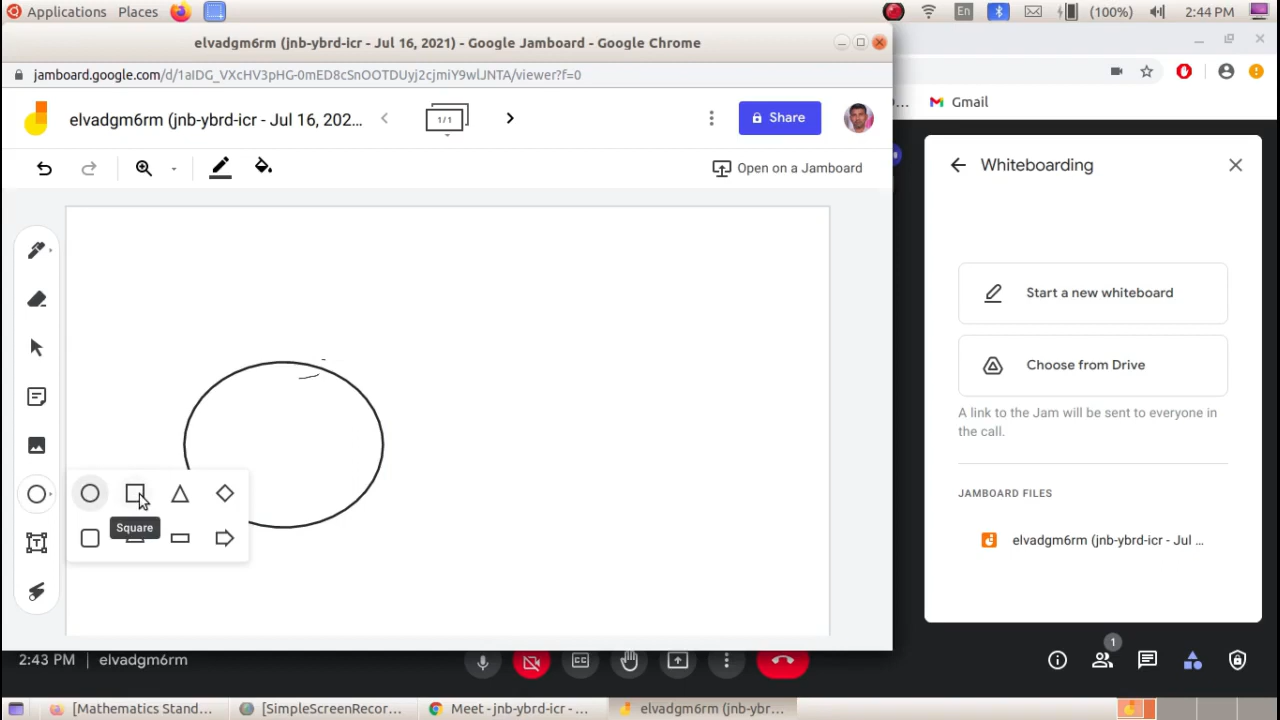 Applications Places En (100%) 2:44 PM
elvadgm6rm (jnb-ybrd-icr - Jul 16, 2021) - Google Jamboard - Google Chrome
jamboard.google.com/d/1aIDG_VXcHV3pHG-0mED8cSnOOTDUyj2cjmiY9wlJNTA/viewer?f=0
... Gmail
elvadgm6rm (jnb-ybrd-icr - Jul 16, 202... 1/1 Share
Open on a Jamboard
Whiteboarding
Start a new whiteboard
Choose from Drive
A link to the Jam will be sent to everyone in
the call.
JAMBOARD FILES
elvadgm6rm (jnb-ybrd-icr - Jul ...
Square
T
2:43 PM | elvadgm6rm
CC
1
[Mathematics Stand... [SimpleScreenRecor... Meet - jnb-ybrd-icr - ... elvadgm6rm (jnb-ybr...